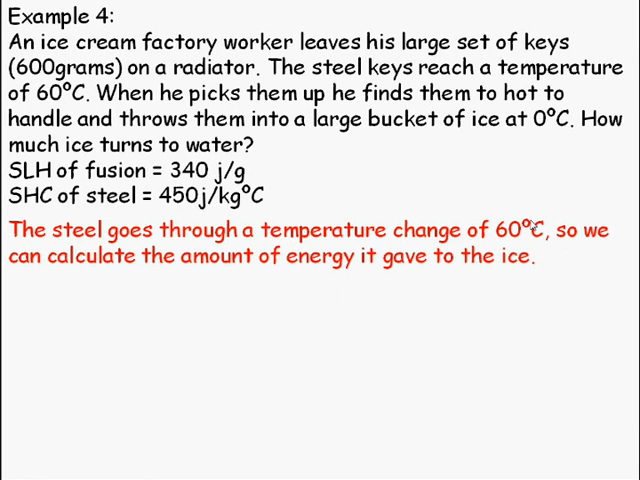 Example 4:
An ice cream factory worker leaves his large set of keys
(600grams) on a radiator. The steel keys reach a temperature
of 60°C. When he picks them up he finds them to hot to
handle and throws them into a large bucket of ice at 0°C. How
much ice turns to water?
SLH of fusion = 340 j/g
SHC of steel = 450j/kg°C
The steel goes through a temperature change of 60°C, so we
can calculate the amount of energy it gave to the ice.